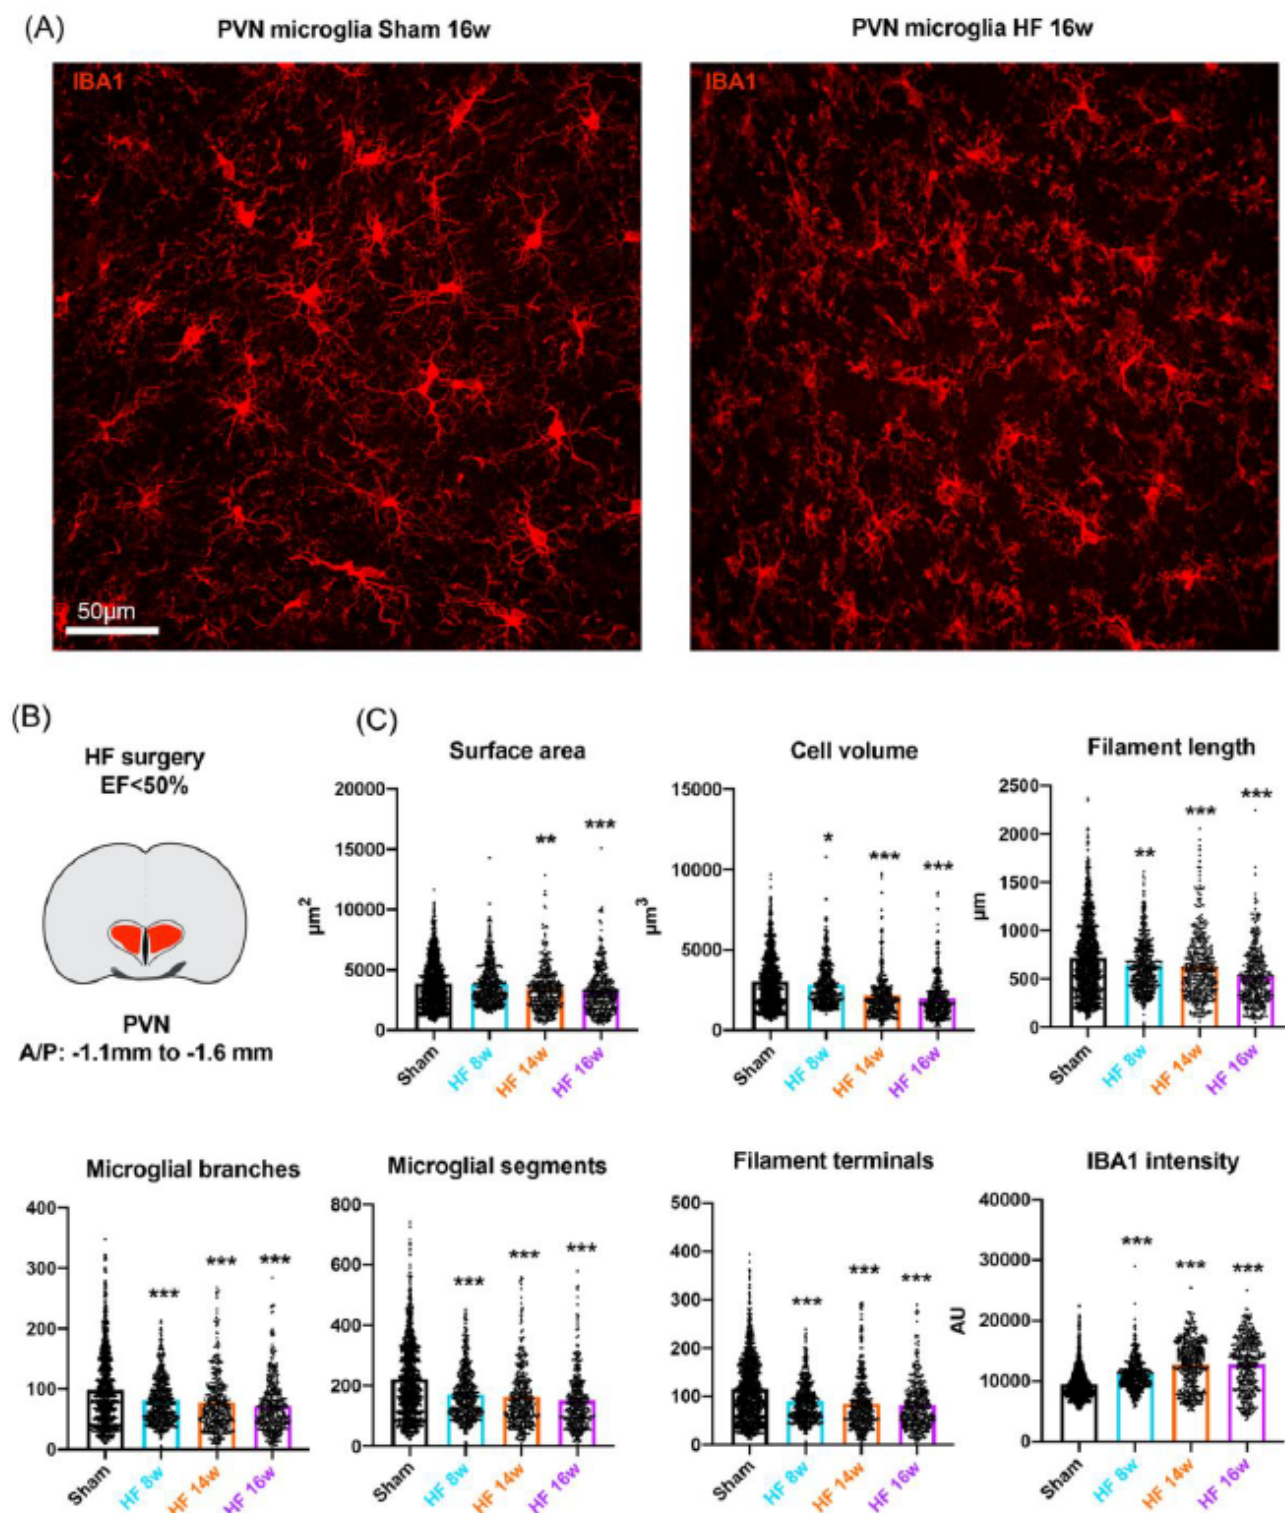 (A)
PVN microglia Sham 16w
PVN microglia HF 16w
IBA1
IBA1
50µm
(B)
HF surgery
EF<50%
PVN
A/P: -1.1mm to -1.6 mm
(C)
Surface area
20000
15000
10000
5000
0
µm²
**
***
Sham
HF 8w
HF 14w
HF 16w
Cell volume
15000
10000
5000
0
µm³
*
***
***
Sham
HF 8w
HF 14w
HF 16w
Filament length
2500
2000
1500
1000
500
0
µm
**
***
***
Sham
HF 8w
HF 14w
HF 16w
Microglial branches
400
300
200
100
0
***
***
***
Sham
HF 8w
HF 14w
HF 16w
Microglial segments
800
600
400
200
0
***
***
***
Sham
HF 8w
HF 14w
HF 16w
Filament terminals
500
400
300
200
100
0
***
***
***
Sham
HF 8w
HF 14w
HF 16w
IBA1 intensity
40000
30000
20000
10000
0
AU
***
***
***
Sham
HF 8w
HF 14w
HF 16w